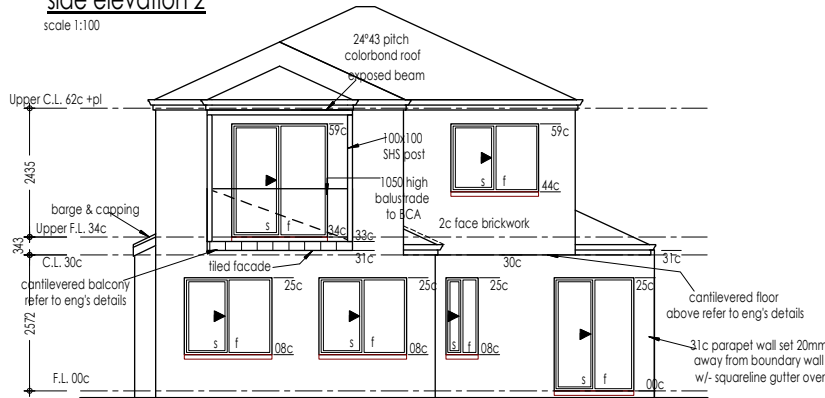 side elevation 2
scale 1:100
24°43 pitch
colorbond roof
exposed beam
Upper C.L. 62c +pl
59c
59c
100x100
SHS post
2435
1050 high
balustrade
to BCA
s f
44c
barge & capping
2c face brickwork
Upper F.L. 34c
s f
34c
33c
343
C.L. 30c
31c
30c
31c
tiled facade
cantilevered balcony
refer to eng's details
25c
25c
25c
25c
cantilevered floor
above refer to eng's details
2572
s f
s f
s f
08c
08c
08c
31c parapet wall set 20mm
away from boundary wall
w/- squareline gutter over
F.L. 00c
s f
00c